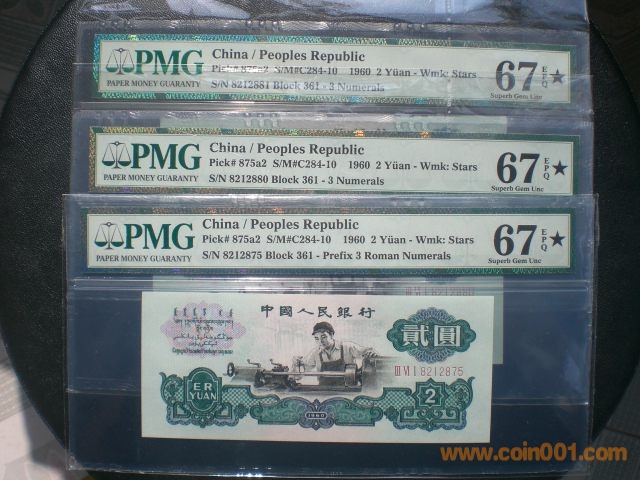 PMG
PAPER MONEY GUARANTY
China / Peoples Republic
Pick# 875a2 S/M#C284-10 1960 2 Yüan - Wmk: Stars
S/N 8212881 Block 361 - 3 Numerals
67 EPQ ★
Superb Gem Unc
PMG
PAPER MONEY GUARANTY
China / Peoples Republic
Pick# 875a2 S/M#C284-10 1960 2 Yüan - Wmk: Stars
S/N 8212880 Block 361 - 3 Numerals
67 EPQ ★
Superb Gem Unc
PMG
PAPER MONEY GUARANTY
China / Peoples Republic
Pick# 875a2 S/M#C284-10 1960 2 Yüan - Wmk: Stars
S/N 8212875 Block 361 - Prefix 3 Roman Numerals
67 EPQ ★
Superb Gem Unc
中國人民銀行
貳圓
III VI I 8212875
ER
YUAN
1960
2
www.coin001.com